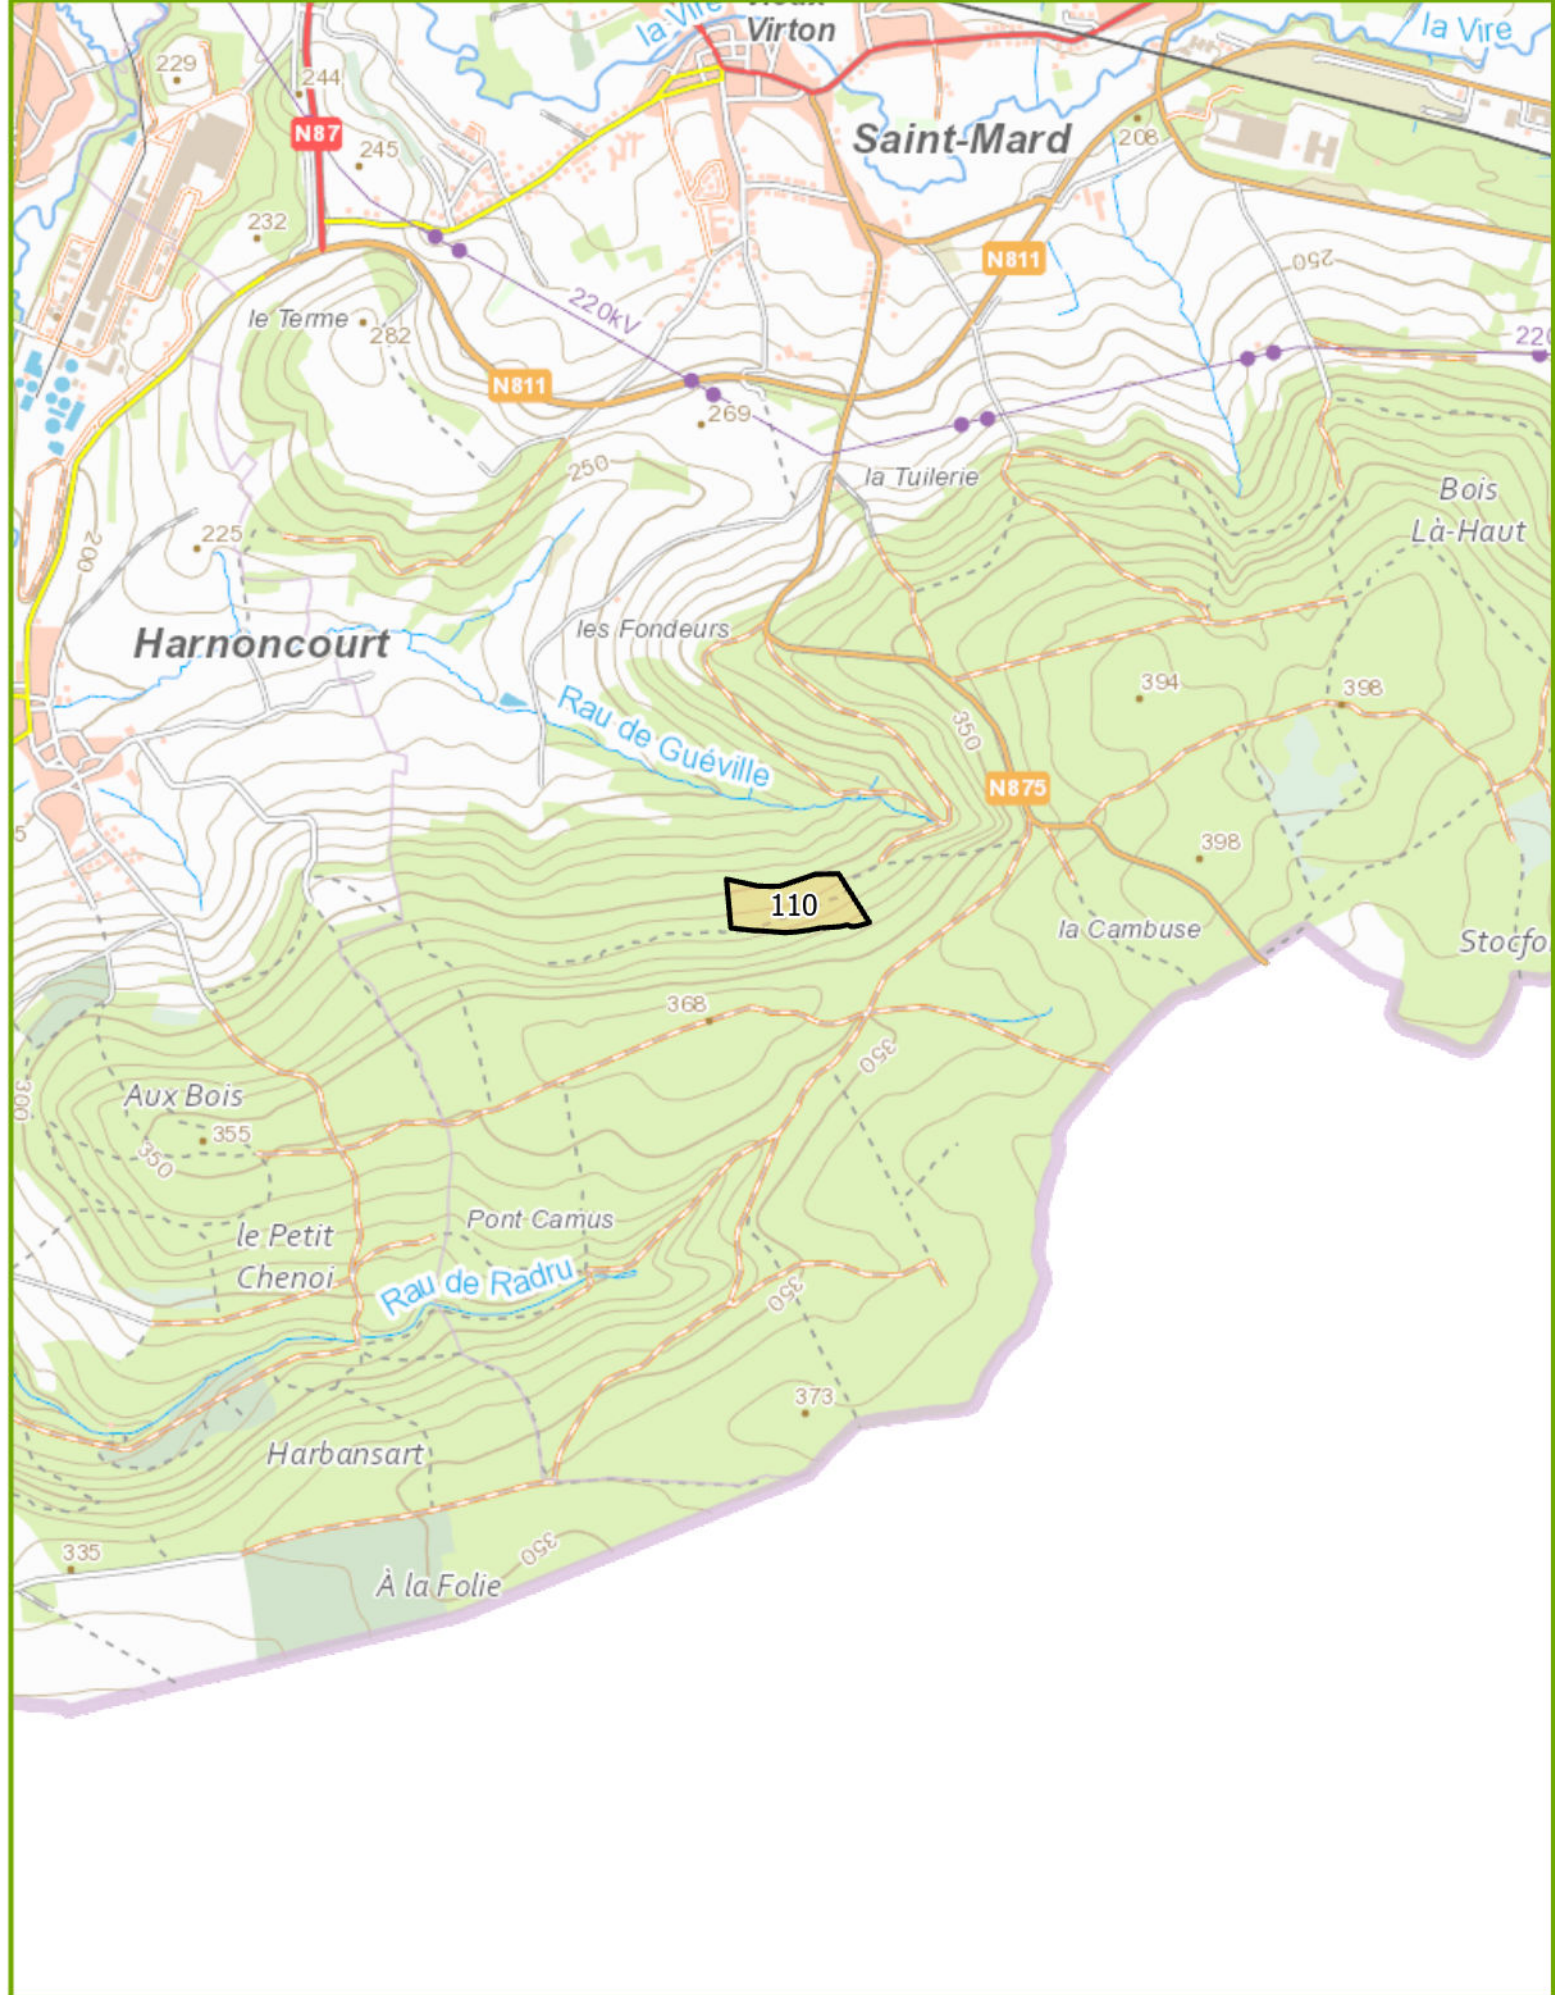 la Vire
Vieux
Virton
la Vire
229
244
N87
245
Saint-Mard
208
232
N811
250
le Terme
282
220kV
220
N811
269
250
la Tuilerie
Bois
Là-Haut
225
200
Harnoncourt
les Fondeurs
394
398
Rau de Guéville
350
N875
5
398
110
la Cambuse
Stocfo
368
350
300
Aux Bois
355
350
Pont Camus
le Petit
Chenoi
Rau de Radru
350
373
Harbansart
350
335
À la Folie